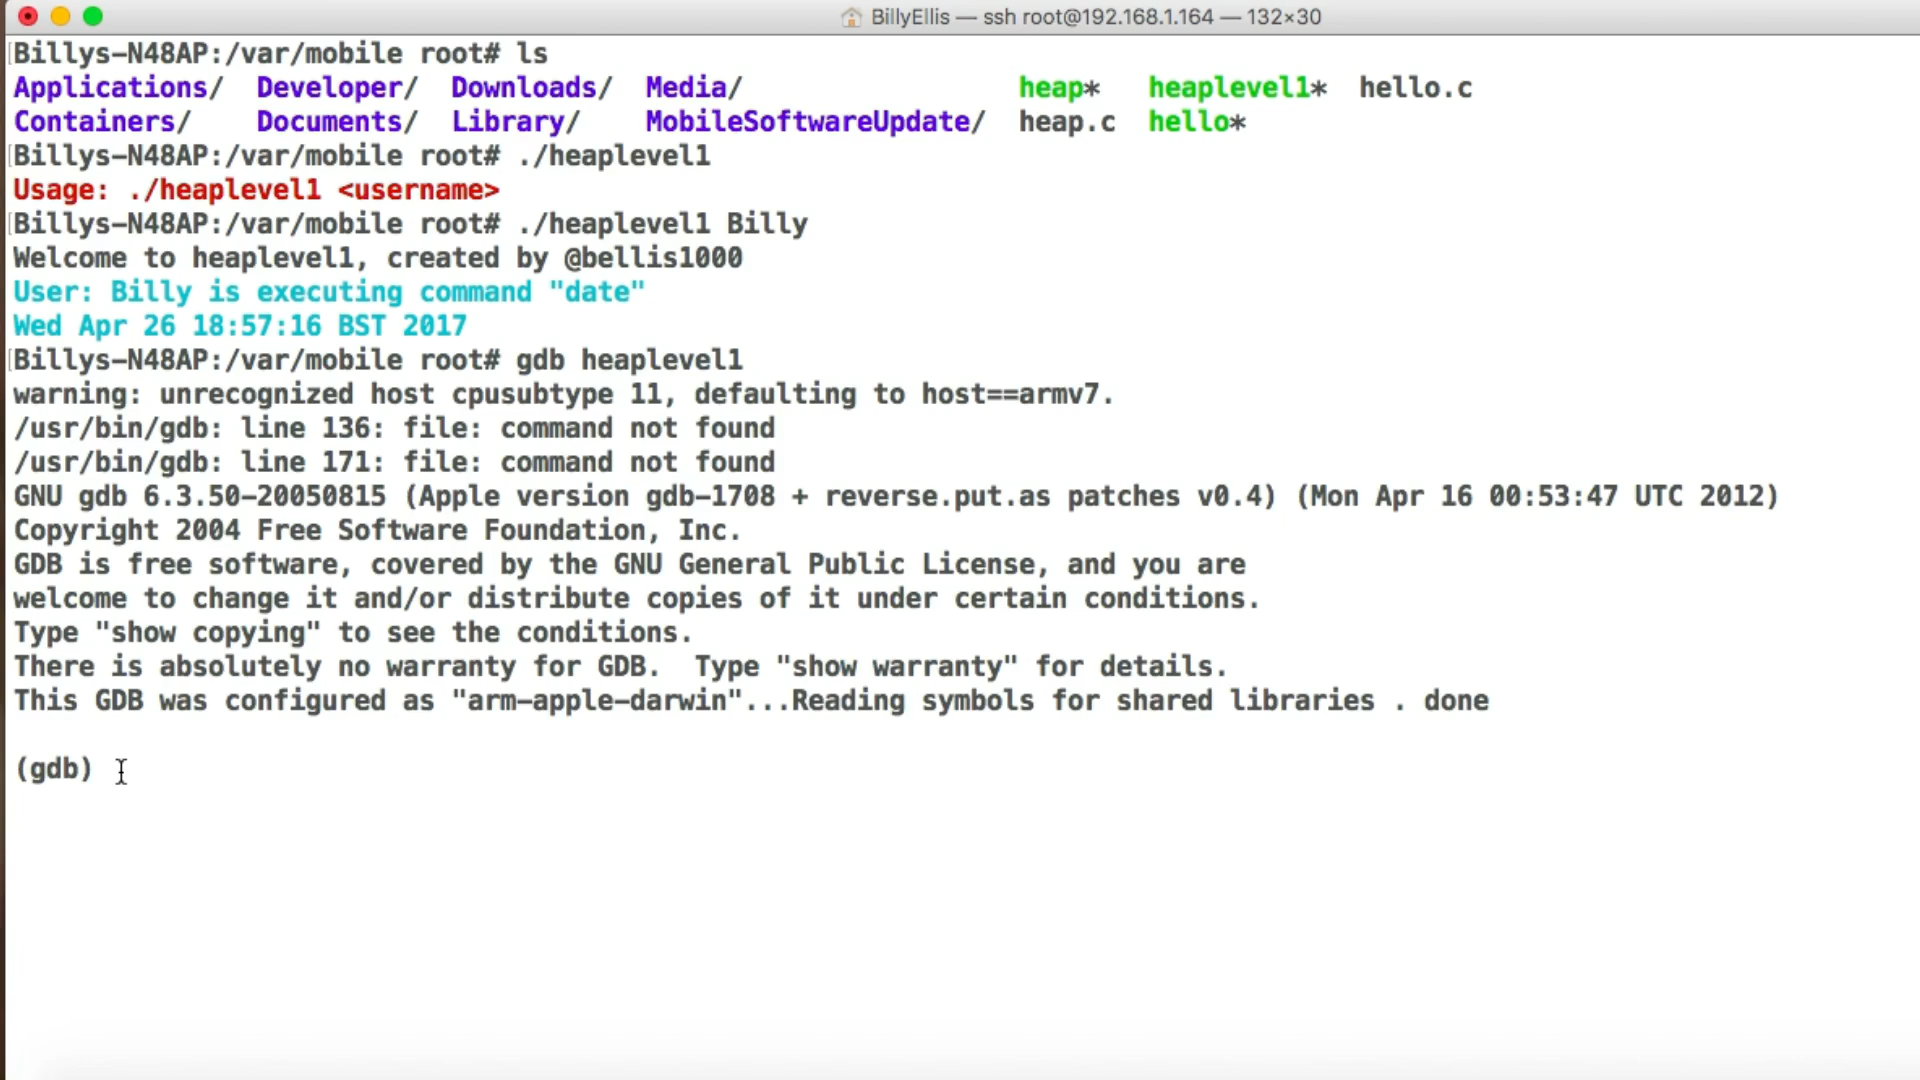 BillyEllis — ssh root@192.168.1.164 — 132×30
Billys-N48AP:/var/mobile root# ls
Applications/  Developer/  Downloads/  Media/                 heap*   heaplevel1*  hello.c
Containers/    Documents/  Library/    MobileSoftwareUpdate/  heap.c  hello*
Billys-N48AP:/var/mobile root# ./heaplevel1
Usage: ./heaplevel1 <username>
Billys-N48AP:/var/mobile root# ./heaplevel1 Billy
Welcome to heaplevel1, created by @bellis1000
User: Billy is executing command "date"
Wed Apr 26 18:57:16 BST 2017
Billys-N48AP:/var/mobile root# gdb heaplevel1
warning: unrecognized host cpusubtype 11, defaulting to host==armv7.
/usr/bin/gdb: line 136: file: command not found
/usr/bin/gdb: line 171: file: command not found
GNU gdb 6.3.50-20050815 (Apple version gdb-1708 + reverse.put.as patches v0.4) (Mon Apr 16 00:53:47 UTC 2012)
Copyright 2004 Free Software Foundation, Inc.
GDB is free software, covered by the GNU General Public License, and you are
welcome to change it and/or distribute copies of it under certain conditions.
Type "show copying" to see the conditions.
There is absolutely no warranty for GDB.  Type "show warranty" for details.
This GDB was configured as "arm-apple-darwin"...Reading symbols for shared libraries . done
(gdb)